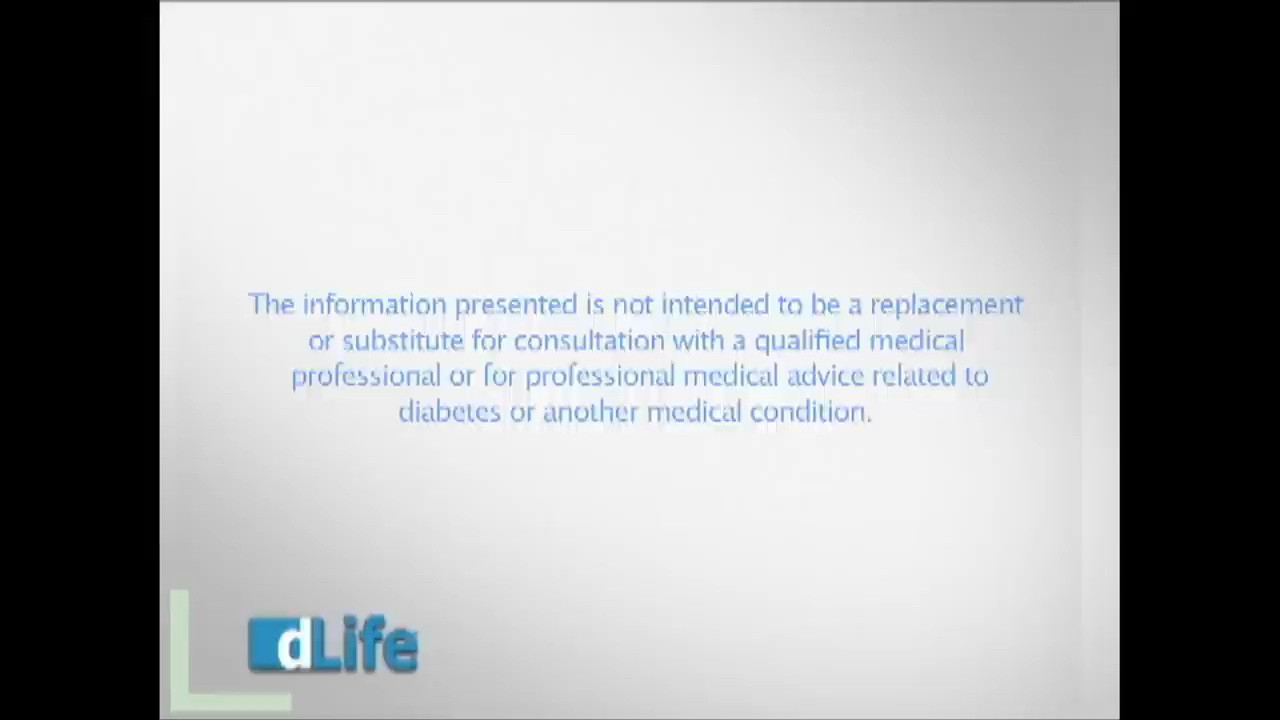 The information presented is not intended to be a replacement
or substitute for consultation with a qualified medical
professional or for professional medical advice related to
diabetes or another medical condition.
dLife